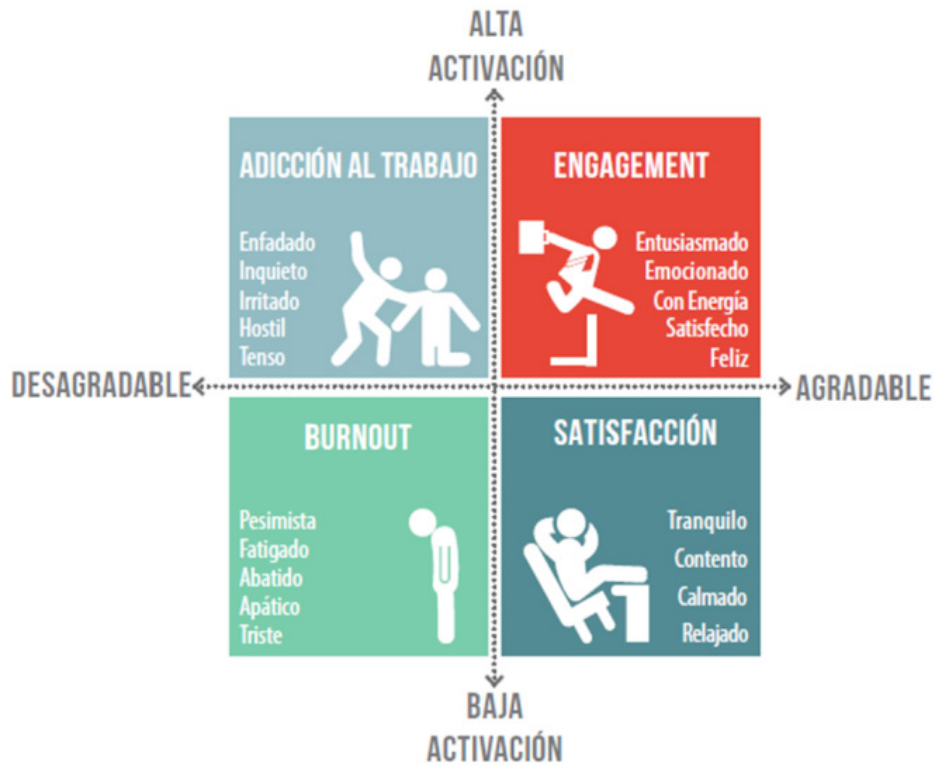 ALTA
ACTIVACIÓN
ADICCIÓN AL TRABAJO
Enfadado
Inquieto
Irritado
Hostil
Tenso
ENGAGEMENT
Entusiasmado
Emocionado
Con Energía
Satisfecho
Feliz
DESAGRADABLE
AGRADABLE
BURNOUT
Pesimista
Fatigado
Abatido
Apático
Triste
SATISFACCIÓN
Tranquilo
Contento
Calmado
Relajado
BAJA
ACTIVACIÓN